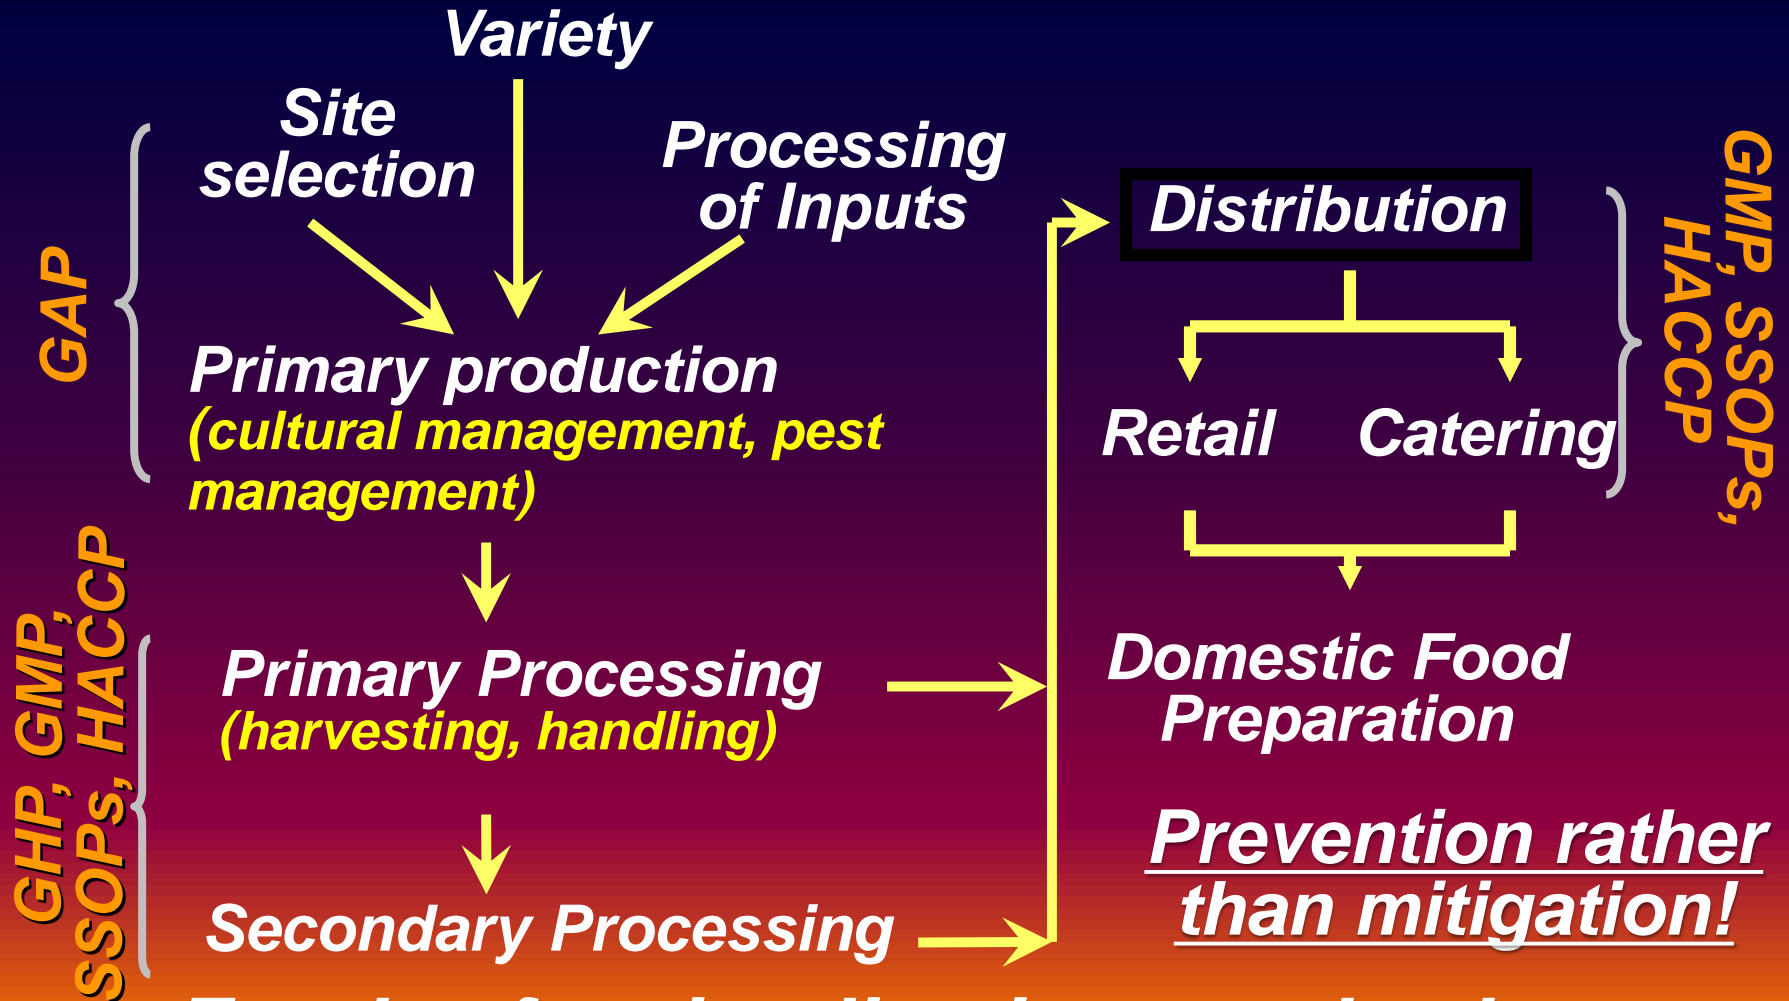 Variety
Site
selection
Processing
of Inputs
GAP
Primary production
(cultural management, pest
management)
GHP, GMP,
SSOPs, HACCP
Primary Processing
(harvesting, handling)
Secondary Processing
Distribution
Retail
Catering
GMP, SSOPs,
HACCP
Domestic Food
Preparation
Prevention rather
than mitigation!